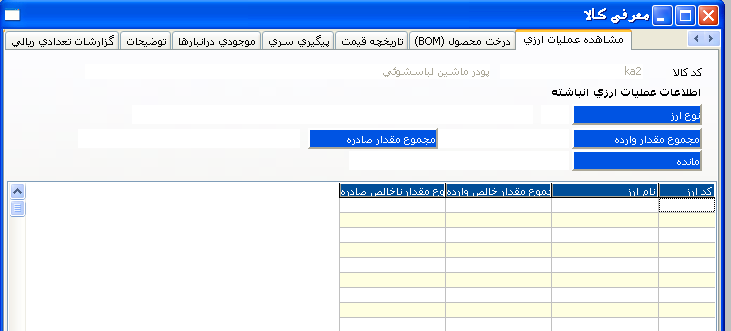 معرفي کالا
مشاهده عمليات ارزي
درخت محصول (BOM)
تاريخچه قيمت
پيگيري سري
موجودي درانبارها
توضيحات
گزارشات تعدادي ريالي
کد کالا ka2 پودر ماشين لباسشوئي
اطلاعات عمليات ارزي انباشته
نوع ارز
مجموع مقدار وارده مجموع مقدار صادره
مانده
کد ارز نام ارز جموع مقدار خالص وارده وع مقدار ناخالص صادره